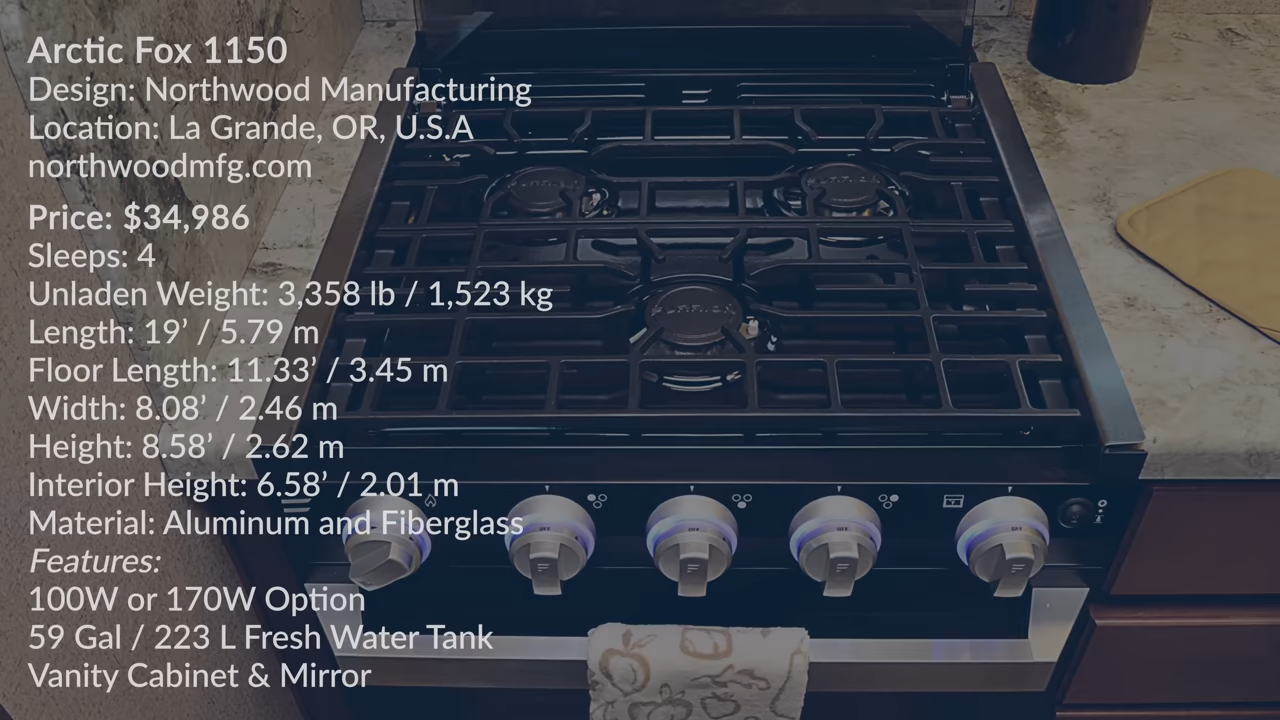 Arctic Fox 1150
Design: Northwood Manufacturing
Location: La Grande, OR, U.S.A
northwoodmfg.com
Price: $34,986
Sleeps: 4
Unladen Weight: 3,358 lb / 1,523 kg
Length: 19’ / 5.79 m
Floor Length: 11.33’ / 3.45 m
Width: 8.08’ / 2.46 m
Height: 8.58’ / 2.62 m
Interior Height: 6.58’ / 2.01 m
Material: Aluminum and Fiberglass
Features:
100W or 170W Option
59 Gal / 223 L Fresh Water Tank
Vanity Cabinet & Mirror